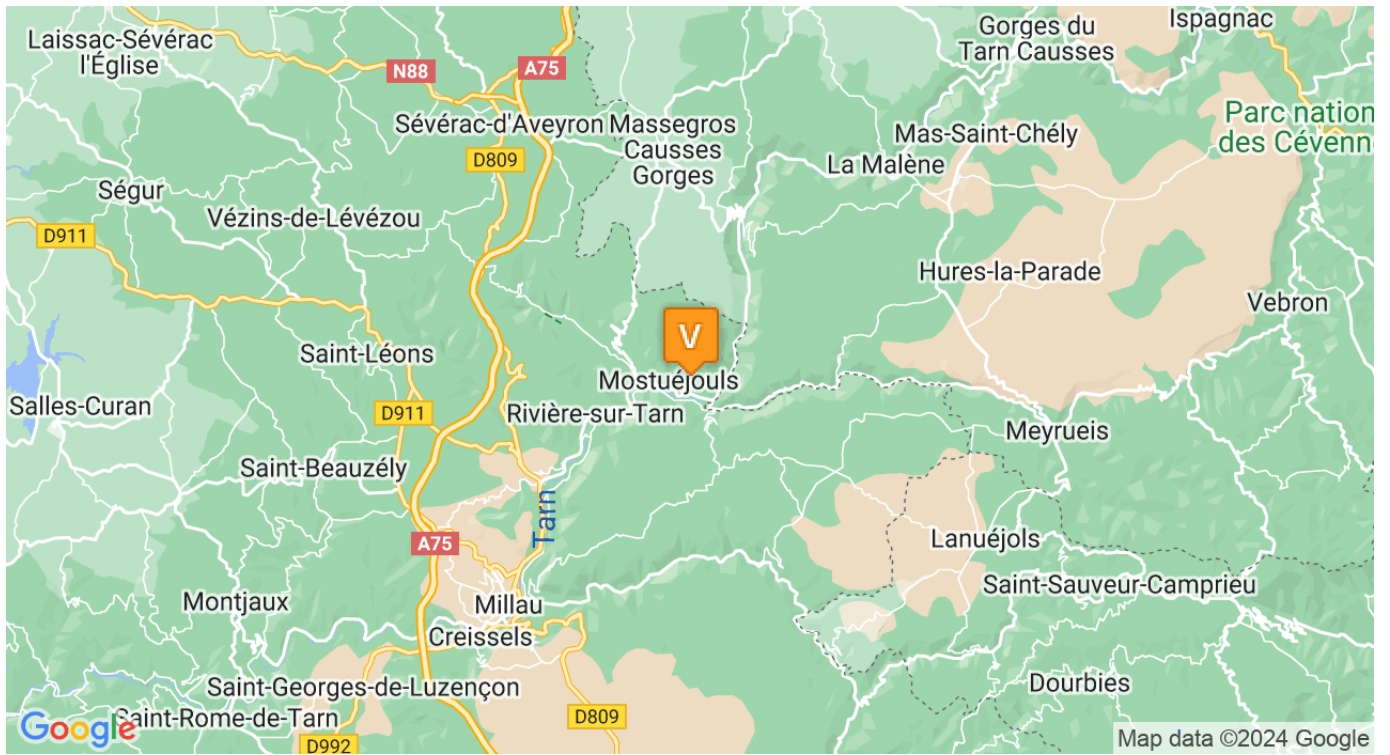 Ispagnac
Laissac-Sévérac
l'Église
Gorges du
Tarn Causses
N88
A75
Sévérac-d'Aveyron
Massegros
Causses
Gorges
Parc nation
des Cévenn
Mas-Saint-Chély
D809
La Malène
Ségur
Vézins-de-Lévézou
D911
Hures-la-Parade
Vebron
V
Saint-Léons
Mostuéjouls
Salles-Curan
D911
Rivière-sur-Tarn
Meyrueis
Saint-Beauzély
Tarn
A75
Lanuéjols
Saint-Sauveur-Camprieu
Montjaux
Millau
Creissels
Saint-Georges-de-Luzençon
Dourbies
Saint-Rome-de-Tarn
D809
Google
D992
Map data ©2024 Google